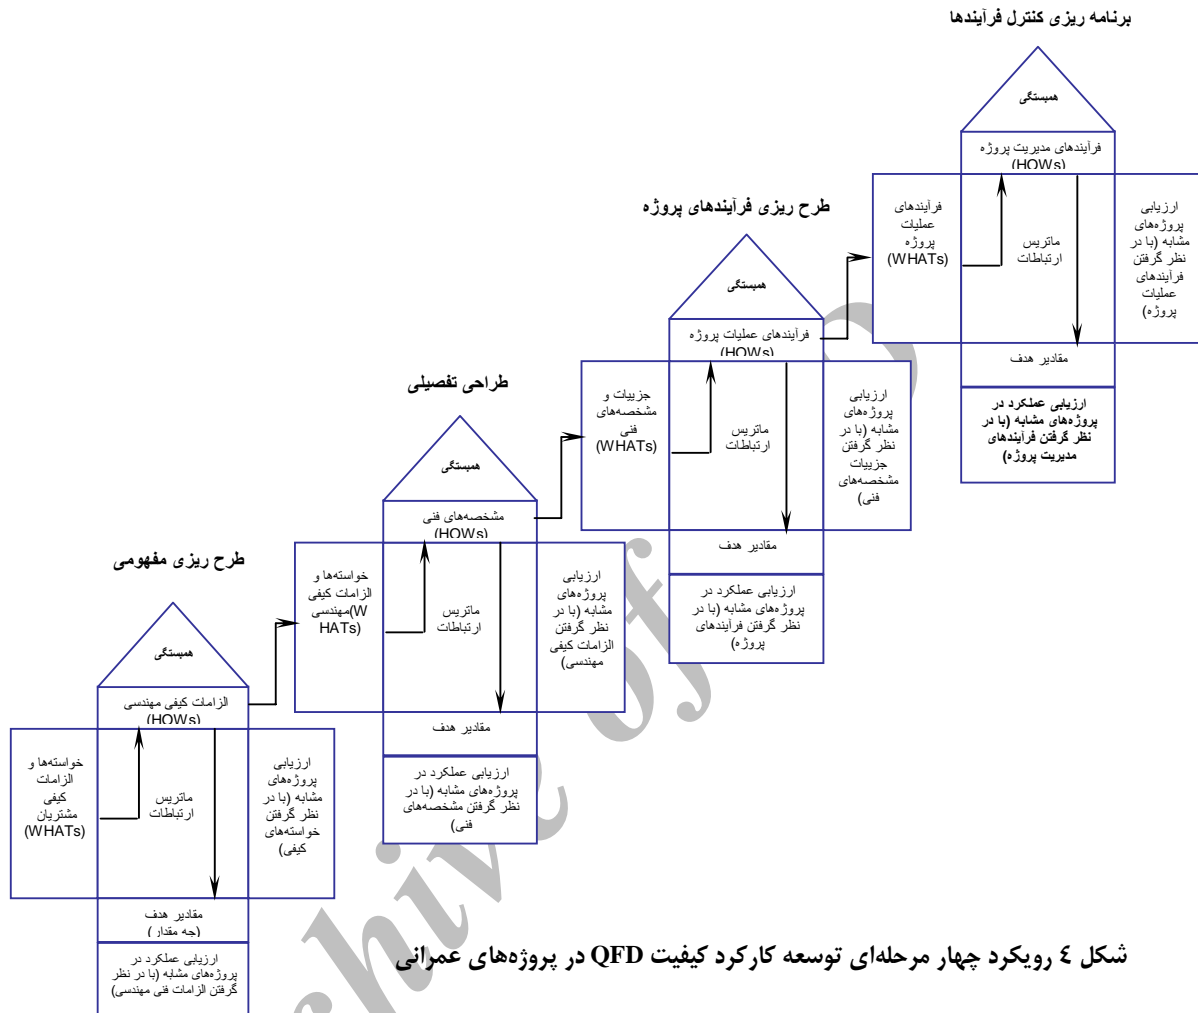 برنامه ریزی کنترل فرآیندها
همبستگی
فرآیندهای مدیریت پروژه
(HOWs)
فرآیندهای
عملیات
پروژه
(WHATs)
ماتریس
ارتباطات
ارزیابی
پروژه‌های
مشابه (با در
نظر گرفتن
فرآیندهای
عملیات
پروژه)
مقادیر هدف
ارزیابی عملکرد در
پروژه‌های مشابه (با در
نظر گرفتن فرآیندهای
مدیریت پروژه)
طرح ریزی فرآیندهای پروژه
همبستگی
فرآیندهای عملیات پروژه
(HOWs)
جزییات و
مشخصه‌های
فنی
(WHATs)
ماتریس
ارتباطات
ارزیابی
پروژه‌های
مشابه (با در
نظر گرفتن
جزییات
مشخصه‌های
فنی)
مقادیر هدف
ارزیابی عملکرد در
پروژه‌های مشابه (با در
نظر گرفتن فرآیندهای
پروژه)
طراحی تفصیلی
همبستگی
مشخصه‌های فنی
(HOWs)
خواسته‌ها و
الزامات کیفی
مهندسی(W
HATs)
ماتریس
ارتباطات
ارزیابی
پروژه‌های
مشابه (با در
نظر گرفتن
الزامات کیفی
مهندسی)
مقادیر هدف
ارزیابی عملکرد در
پروژه‌های مشابه (با در
نظر گرفتن مشخصه‌های
فنی)
طرح ریزی مفهومی
همبستگی
الزامات کیفی مهندسی
(HOWs)
خواسته‌ها و
الزامات
کیفی
مشتریان
(WHATs)
ماتریس
ارتباطات
ارزیابی
پروژه‌های
مشابه (با در
نظر گرفتن
خواسته‌های
کیفی)
مقادیر هدف
(چه مقدار)
ارزیابی عملکرد در
پروژه‌های مشابه (با در نظر
گرفتن الزامات فنی مهندسی)
شکل ٤ رویکرد چهار مرحله‌ای توسعه کارکرد کیفیت QFD در پروژه‌های عمرانی